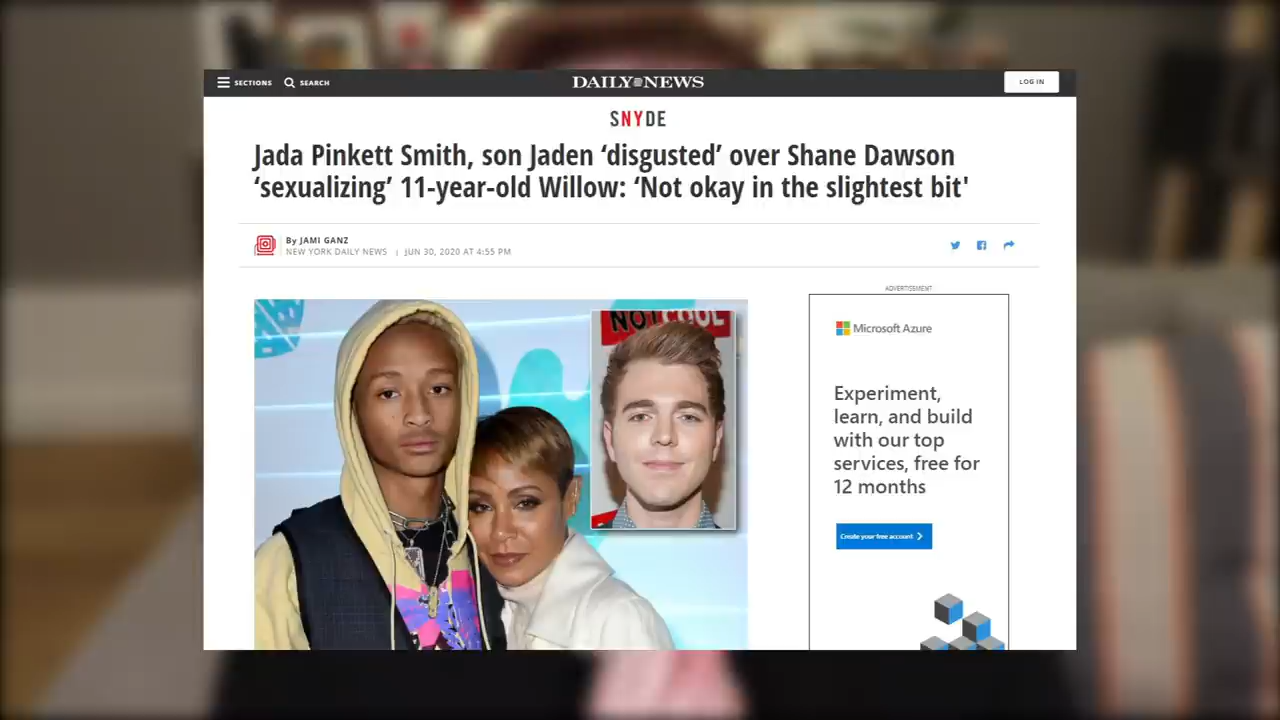 SECTIONS
SEARCH
DAILY NEWS
LOG IN
SNYDE
Jada Pinkett Smith, son Jaden ‘disgusted’ over Shane Dawson
‘sexualizing’ 11-year-old Willow: ‘Not okay in the slightest bit'
By JAMI GANZ
NEW YORK DAILY NEWS | JUN 30, 2020 AT 4:55 PM
ADVERTISEMENT
NOT COOL
Microsoft Azure
Experiment,
learn, and build
with our top
services, free for
12 months
Create your free account